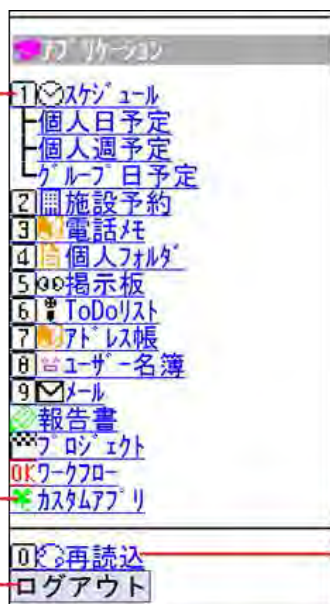 ｱﾌﾟﾘｹｰｼｮﾝ
1ｽｹｼﾞｭｰﾙ
個人日予定
個人週予定
ｸﾞﾙｰﾌﾟ日予定
2施設予約
3電話ﾒﾓ
4個人ﾌｫﾙﾀﾞ
5掲示板
6ToDoﾘｽﾄ
7ｱﾄﾞﾚｽ帳
8ﾕｰｻﾞｰ名簿
9ﾒｰﾙ
報告書
ﾌﾟﾛｼﾞｪｸﾄ
OKﾜｰｸﾌﾛｰ
ｶｽﾀﾑｱﾌﾟﾘ
0再読込
ログアウト